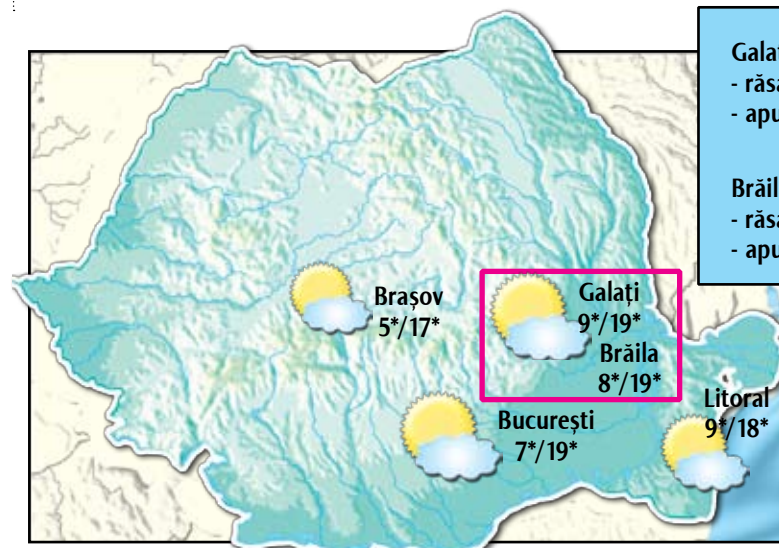 Galaț
- răsă
- apu
Brăil
- răsă
- apu
Brașov
5*/17*
Galați
9*/19*
Brăila
8*/19*
București
7*/19*
Litoral
9*/18*